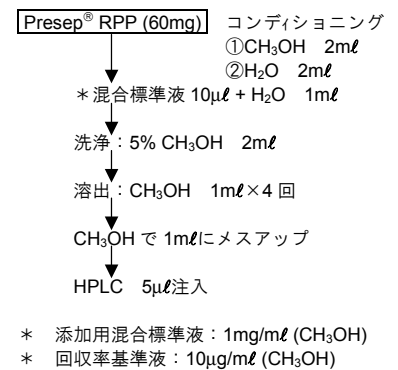 Presep® RPP (60mg) コンディショニング
①CH₃OH 2mℓ
②H₂O 2mℓ
＊混合標準液 10μℓ + H₂O 1mℓ
洗浄：5% CH₃OH 2mℓ
溶出：CH₃OH 1mℓ×4 回
CH₃OH で 1mℓにメスアップ
HPLC 5μℓ注入
＊ 添加用混合標準液：1mg/mℓ (CH₃OH)
＊ 回収率基準液：10μg/mℓ (CH₃OH)